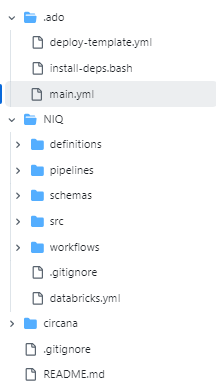 .ado
deploy-template.yml
install-deps.bash
main.yml
NIQ
definitions
pipelines
schemas
src
workflows
.gitignore
databricks.yml
circana
.gitignore
README.md